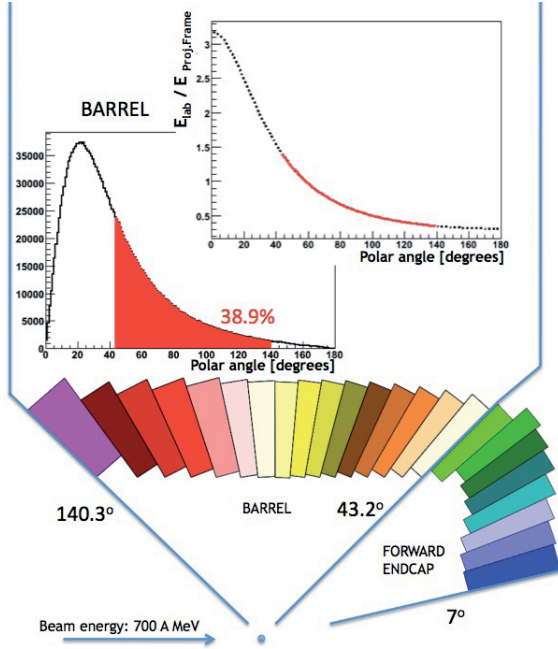 BARREL
35000
30000
25000
20000
15000
10000
5000
0
0 20 40 60 80 100 120 140 160 180
Polar angle [degrees]
38.9%
E lab / E Proj.Frame
3
2.5
2
1.5
1
0.5
0 20 40 60 80 100 120 140 160 180
Polar angle [degrees]
140.3°
BARREL
43.2°
FORWARD
ENDCAP
7°
Beam energy: 700 A MeV